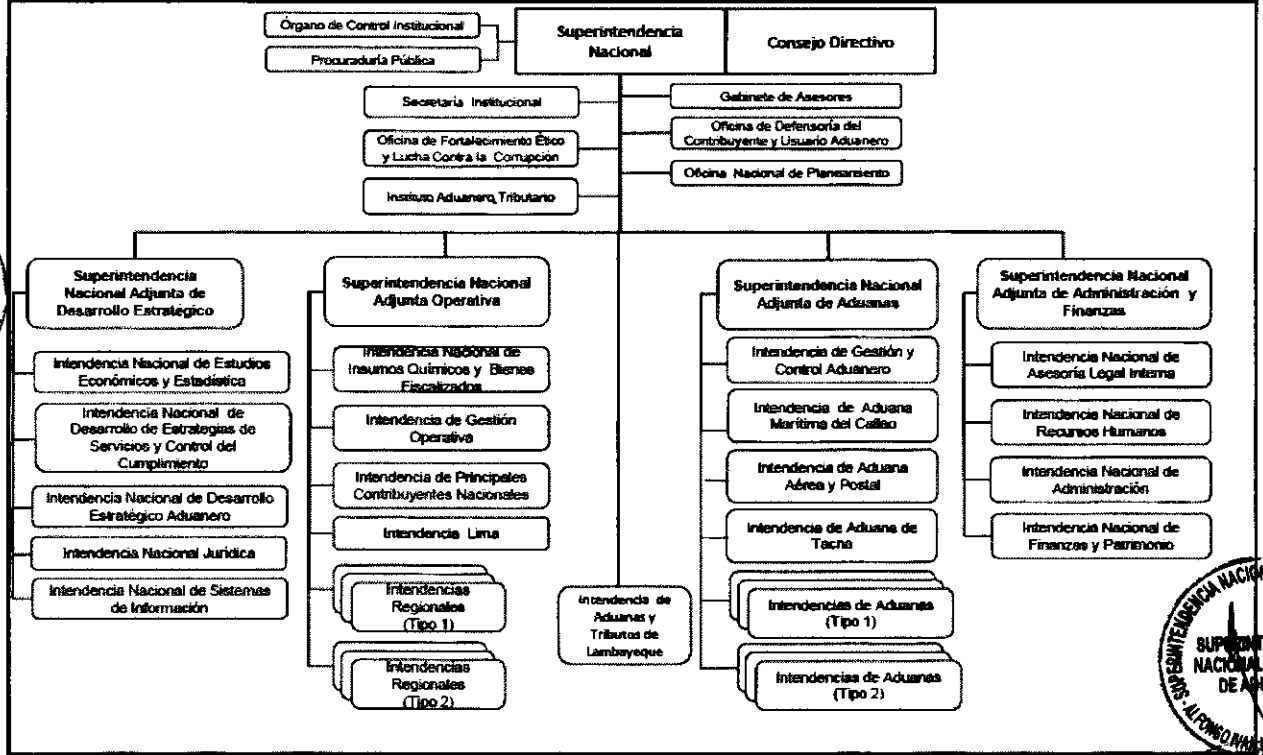 Órgano de Control Institucional
Procuraduría Pública
Superintendencia
Nacional
Consejo Directivo
Secretaría Institucional
Oficina de Fortalecimiento Ético
y Lucha Contra la Corrupción
Instituto Aduanero Tributario
Gabinete de Asesores
Oficina de Defensoría del
Contribuyente y Usuario Aduanero
Oficina Nacional de Planeamiento
Superintendencia
Nacional Adjunta de
Desarrollo Estratégico
Intendencia Nacional de Estudios
Económicos y Estadística
Intendencia Nacional de
Desarrollo de Estrategias de
Servicios y Control del
Cumplimiento
Intendencia Nacional de Desarrollo
Estratégico Aduanero
Intendencia Nacional Jurídica
Intendencia Nacional de Sistemas
de Información
Superintendencia Nacional
Adjunta Operativa
Intendencia Nacional de
Insumos Químicos y Bienes
Fiscalizados
Intendencia de Gestión
Operativa
Intendencia de Principales
Contribuyentes Nacionales
Intendencia Lima
Intendencias
Regionales
(Tipo 1)
Intendencias
Regionales
(Tipo 2)
Intendencia de
Aduanas y
Tributos de
Lambayeque
Superintendencia Nacional
Adjunta de Aduanas
Intendencia de Gestión y
Control Aduanero
Intendencia de Aduana
Marítima del Callao
Intendencia de Aduana
Aérea y Postal
Intendencia de Aduana de
Tacna
Intendencias de Aduanas
(Tipo 1)
Intendencias de Aduanas
(Tipo 2)
Superintendencia Nacional
Adjunta de Administración y
Finanzas
Intendencia Nacional de
Asesoría Legal Interna
Intendencia Nacional de
Recursos Humanos
Intendencia Nacional de
Administración
Intendencia Nacional de
Finanzas y Patrimonio
SUPERINTENDENCIA
NACIONAL
DE